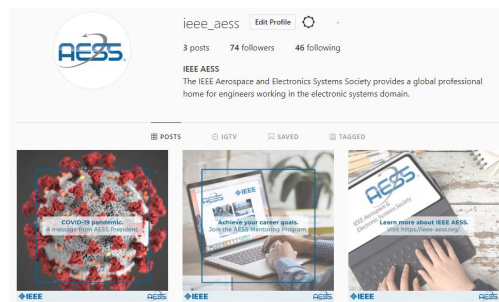 AESS
ieee_aess Edit Profile
3 posts 74 followers 46 following
IEEE AESS
The IEEE Aerospace and Electronics Systems Society provides a global professional
home for engineers working in the electronic systems domain.
POSTS IGTV SAVED TAGGED
COVID-19 pandemic.
A message from AESS President.
IEEE AESS
AESS IEEE
Achieve your career goals.
Join the AESS Mentoring Program
IEEE AESS
AESS
IEEE Aerospace &
Electronic Systems Society
Learn more about IEEE AESS.
Visit https://ieee-aess.org/
IEEE AESS